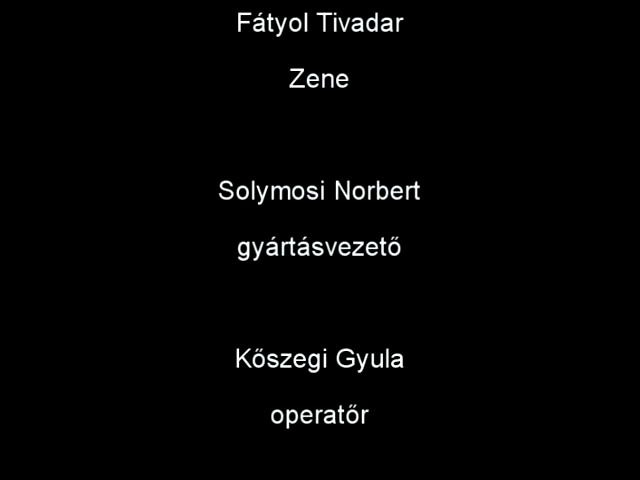 Fátyol Tivadar
Zene
Solymosi Norbert
gyártásvezető
Kőszegi Gyula
operatőr